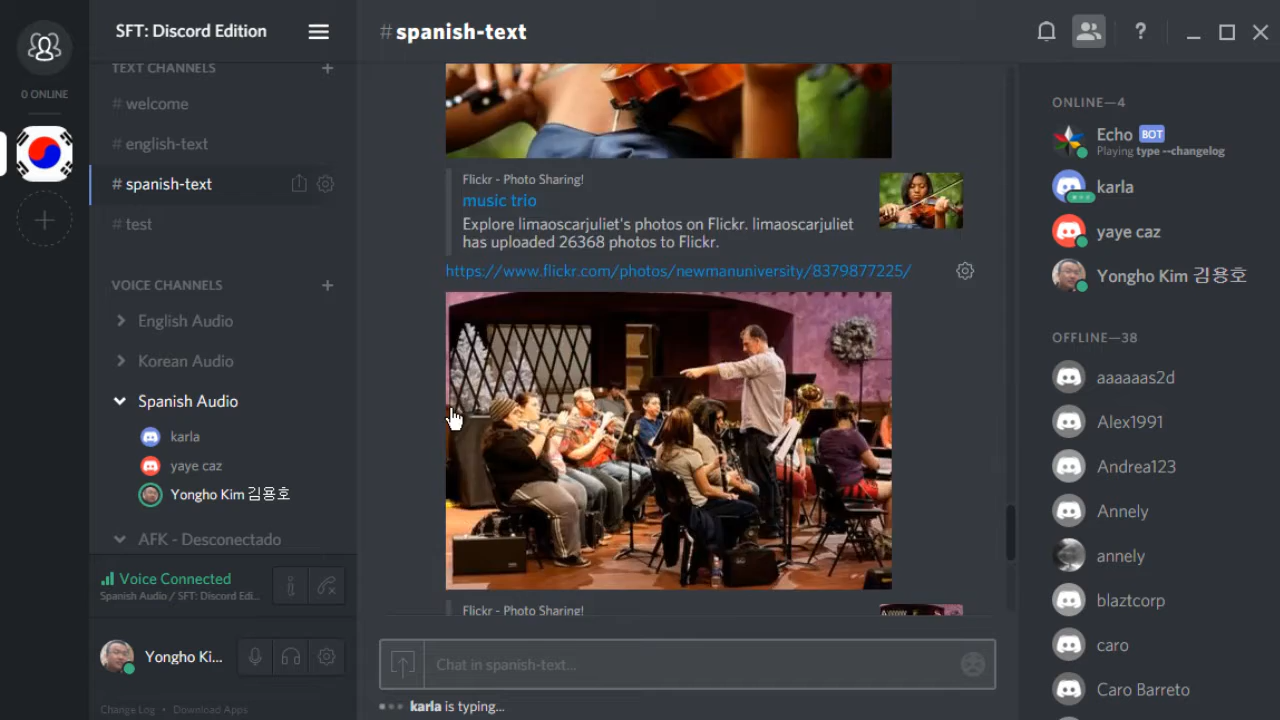 0 ONLINE
SFT: Discord Edition
TEXT CHANNELS
# welcome
# english-text
# spanish-text
# test
VOICE CHANNELS
English Audio
Korean Audio
Spanish Audio
karla
yaye caz
Yongho Kim 김용호
AFK - Desconectado
Voice Connected
Spanish Audio / SFT: Discord Edi...
Yongho Ki...
Change Log • Download Apps
# spanish-text
Flickr - Photo Sharing!
music trio
Explore limaoscarjuliet's photos on Flickr. limaoscarjuliet
has uploaded 26368 photos to Flickr.
https://www.flickr.com/photos/newmanuniversity/8379877225/
Flickr - Photo Sharing!
Chat in spanish-text...
karla is typing...
ONLINE—4
Echo BOT
Playing type --changelog
karla
yaye caz
Yongho Kim 김용호
OFFLINE—38
aaaaaas2d
Alex1991
Andrea123
Annely
annely
blaztcorp
caro
Caro Barreto